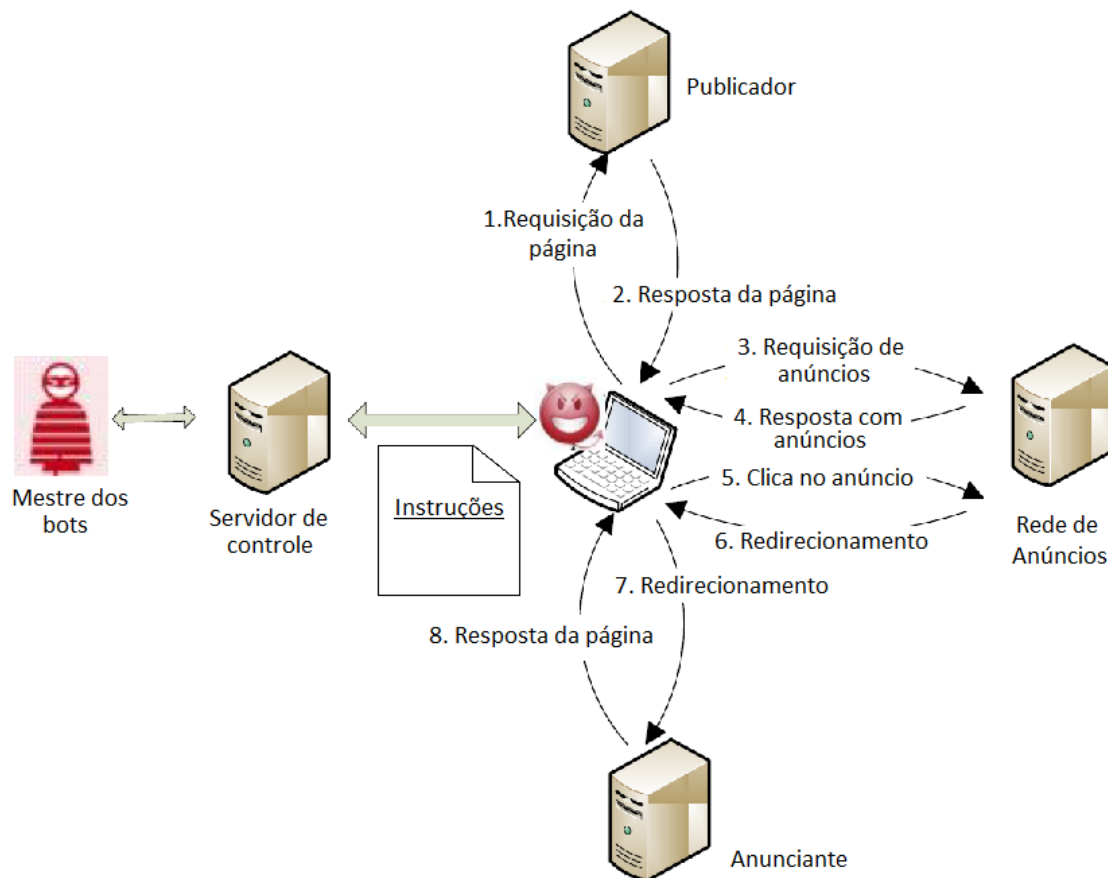 Publicador
1.Requisição da
página
2. Resposta da página
3. Requisição de
anúncios
4. Resposta com
anúncios
5. Clica no anúncio
6. Redirecionamento
Rede de
Anúncios
Mestre dos
bots
Servidor de
controle
Instruções
7. Redirecionamento
8. Resposta da página
Anunciante